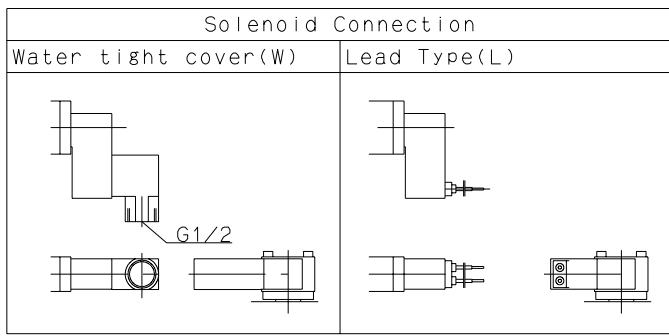 Solenoid Connection
Water tight cover(W)
Lead Type(L)
G1/2